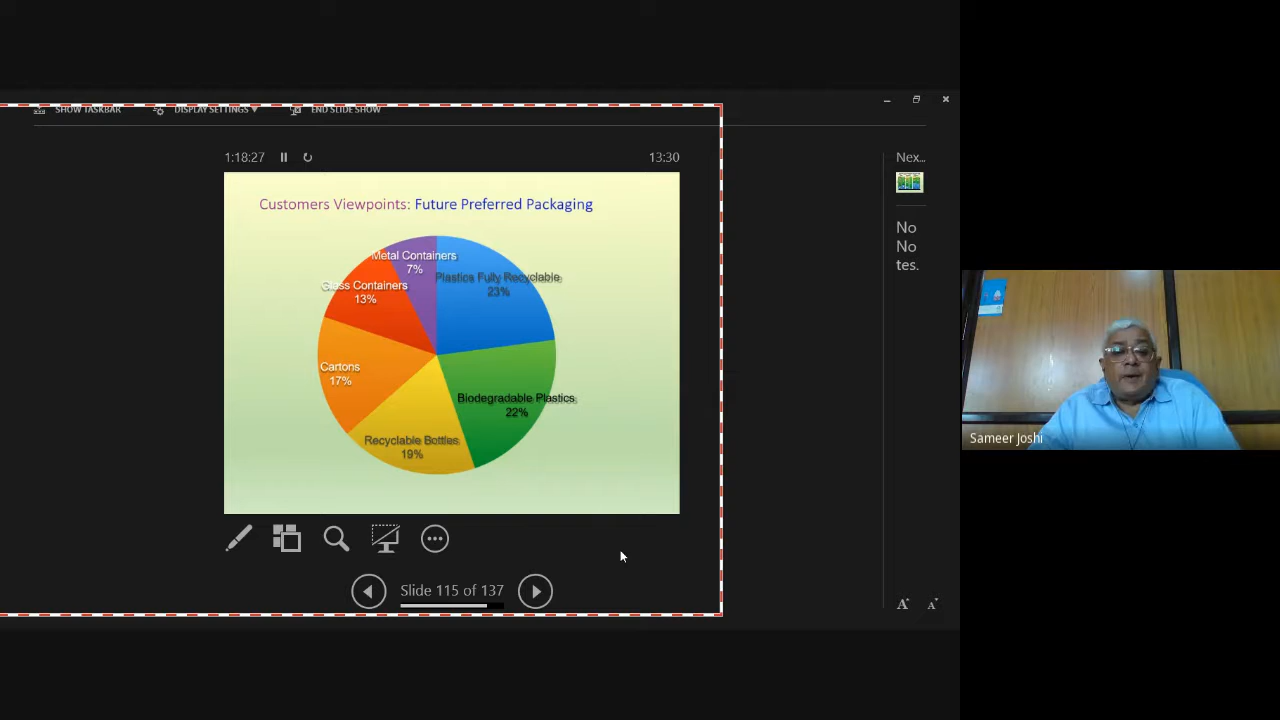 SHOW TASKBAR DISPLAY SETTINGS END SLIDE SHOW
1:18:27
13:30
Nex...
Customers Viewpoints: Future Preferred Packaging
Metal Containers
7%
Plastics Fully Recyclable
23%
Glass Containers
13%
Cartons
17%
Biodegradable Plastics
22%
Recyclable Bottles
19%
No
No
tes.
Sameer Joshi
Slide 115 of 137
A A